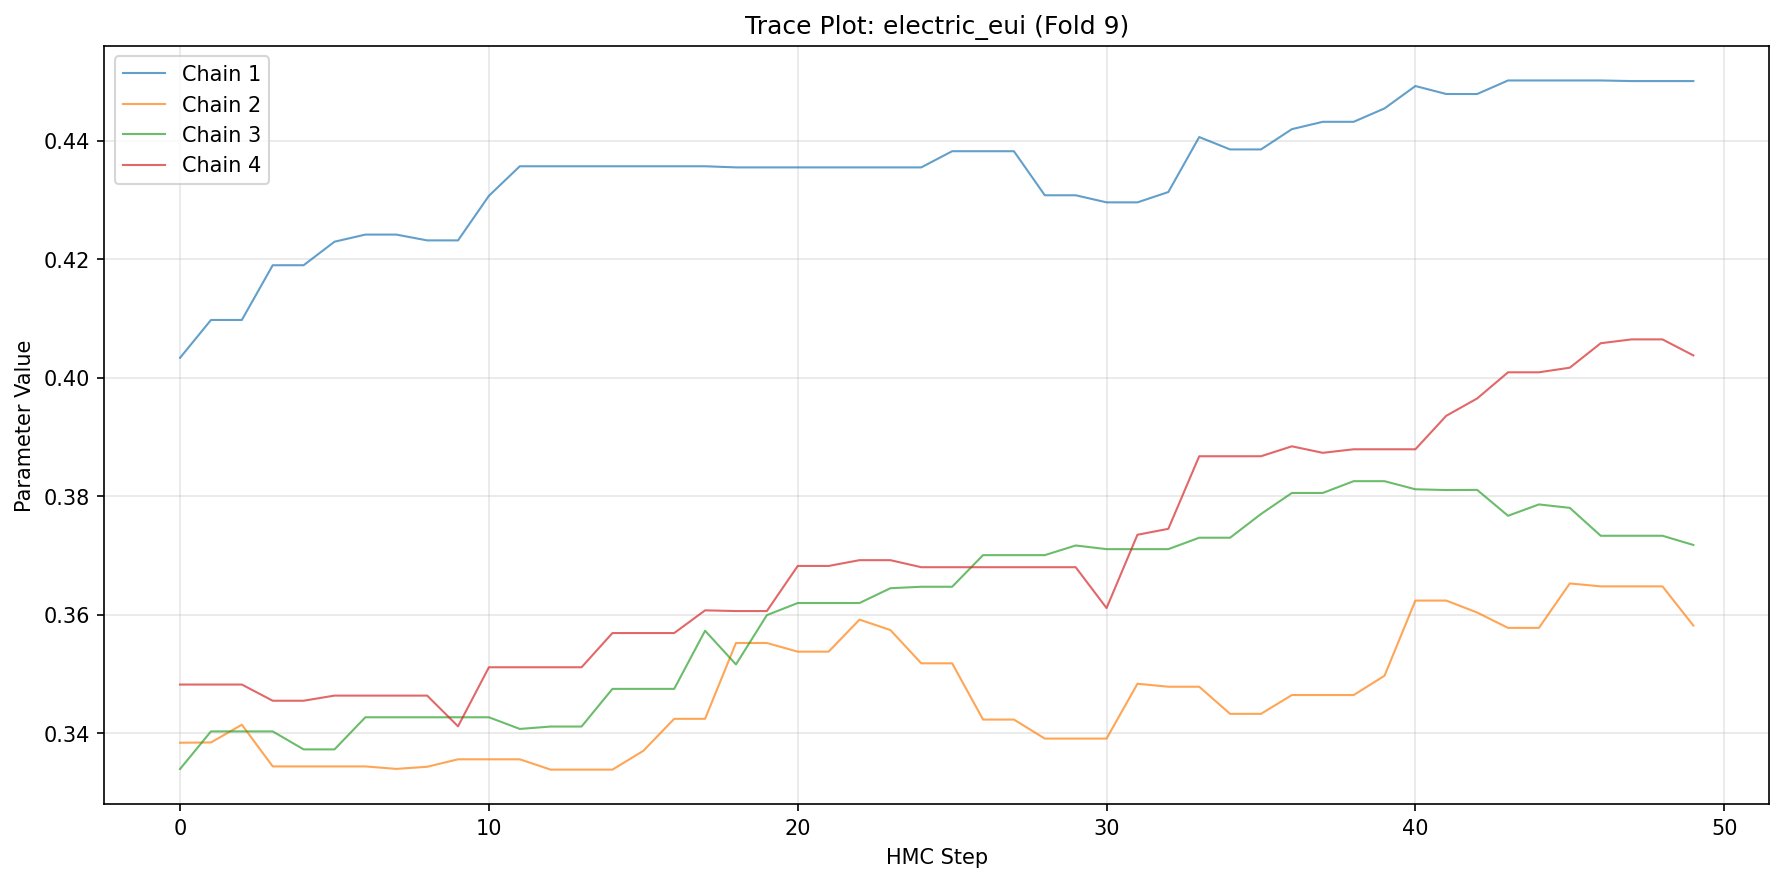 Trace Plot: electric_eui (Fold 9)
Chain 1
Chain 2
Chain 3
Chain 4
0.44
0.42
0.40
0.38
0.36
0.34
Parameter Value
0 10 20 30 40 50
HMC Step